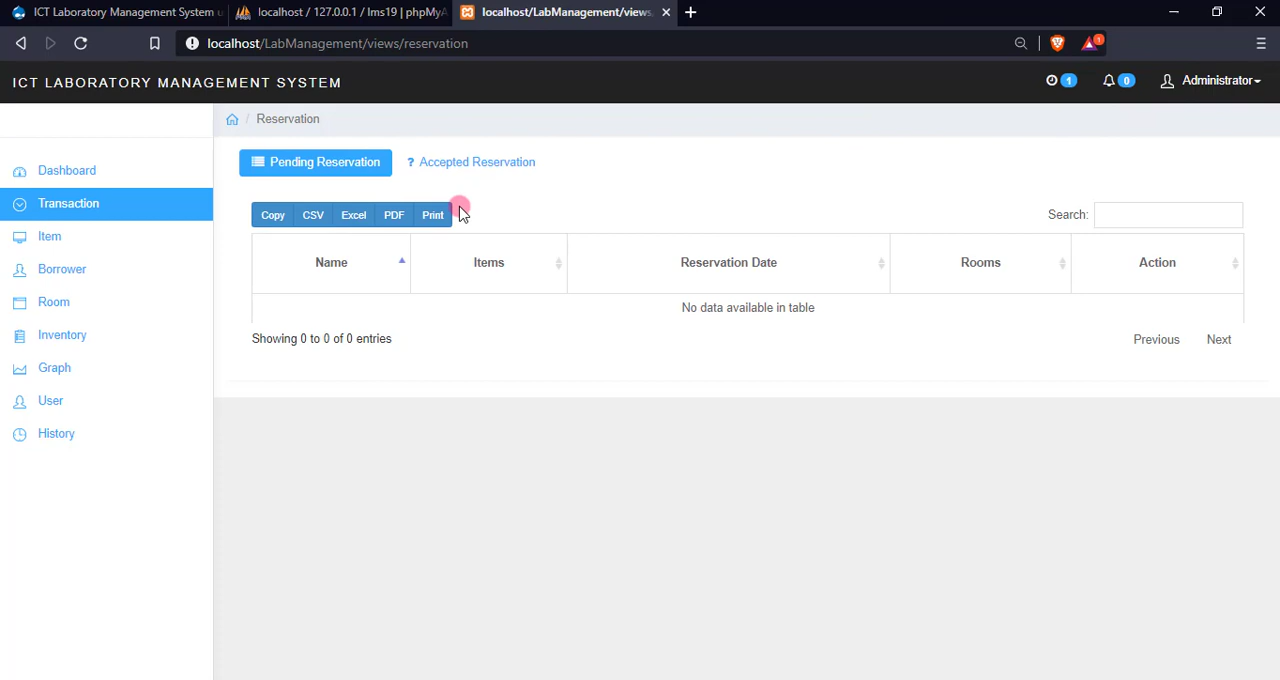 ICT Laboratory Management System u
localhost / 127.0.0.1 / lms19 | phpMyA
localhost/LabManagement/views/
localhost/LabManagement/views/reservation
1
ICT LABORATORY MANAGEMENT SYSTEM
1
0
Administrator
/ Reservation
Dashboard
Transaction
Item
Borrower
Room
Inventory
Graph
User
History
Pending Reservation
? Accepted Reservation
Copy CSV Excel PDF Print
Search:
Name Items Reservation Date Rooms Action
No data available in table
Showing 0 to 0 of 0 entries
Previous Next